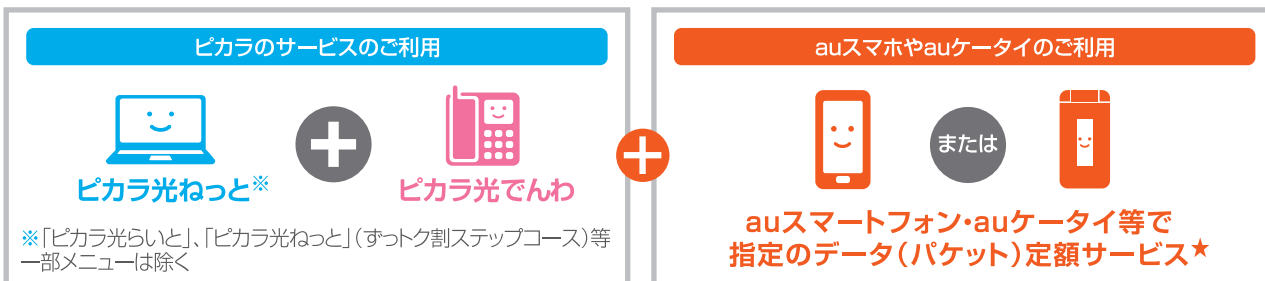 ピカラのサービスのご利用
ピカラ光ねっと※
ピカラ光でんわ
※「ピカラ光らいと」、「ピカラ光ねっと」(ずっトク割ステップコース)等
一部メニューは除く
auスマホやauケータイのご利用
または
auスマートフォン・auケータイ等で
指定のデータ(パケット)定額サービス★